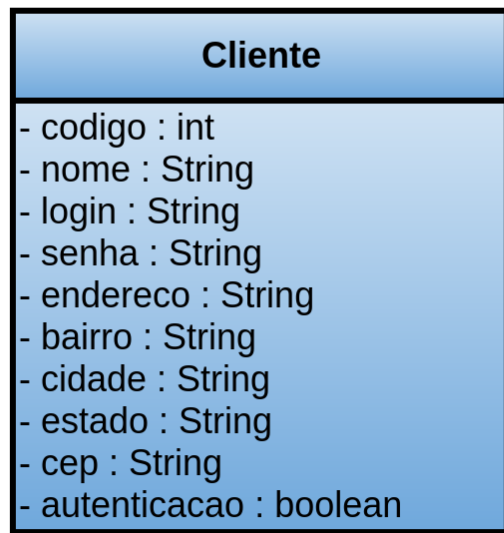 Cliente
- codigo : int
- nome : String
- login : String
- senha : String
- endereco : String
- bairro : String
- cidade : String
- estado : String
- cep : String
- autenticacao : boolean